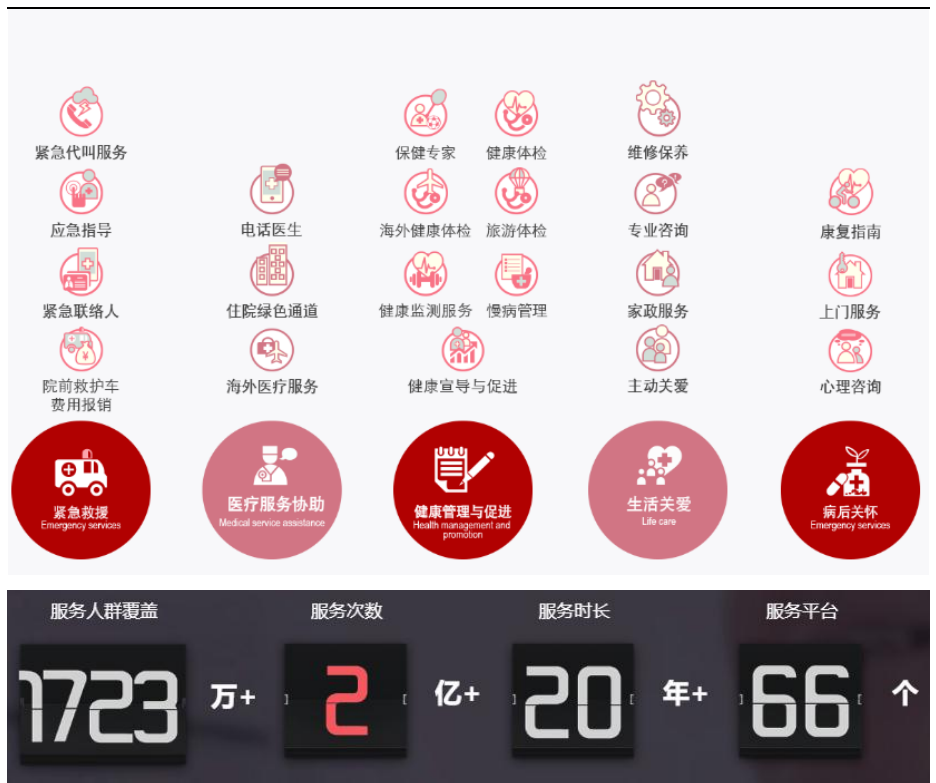 紧急代叫服务
应急指导
紧急联络人
院前救护车
费用报销
紧急救援
Emergency services
电话医生
住院绿色通道
海外医疗服务
医疗服务协助
Medical service assistance
保健专家 健康体检
海外健康体检 旅游体检
健康监测服务 慢病管理
健康宣导与促进
健康管理与促进
Health management and
promotion
维修保养
专业咨询
家政服务
主动关爱
生活关爱
Life care
康复指南
上门服务
心理咨询
病后关怀
Emergency services
服务人群覆盖 服务次数 服务时长 服务平台
1723 万+ 2 亿+ 20 年+ 66 个